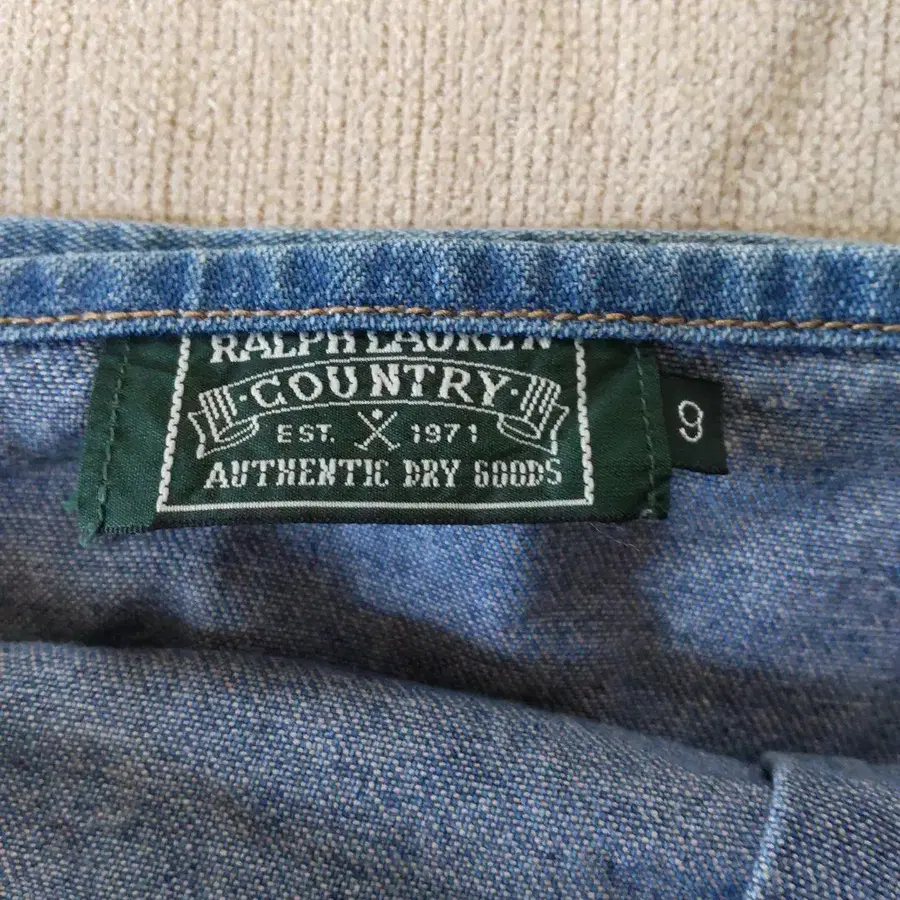 RALPH LAUREN
COUNTRY
EST. 1971
AUTHENTIC DRY GOODS
9